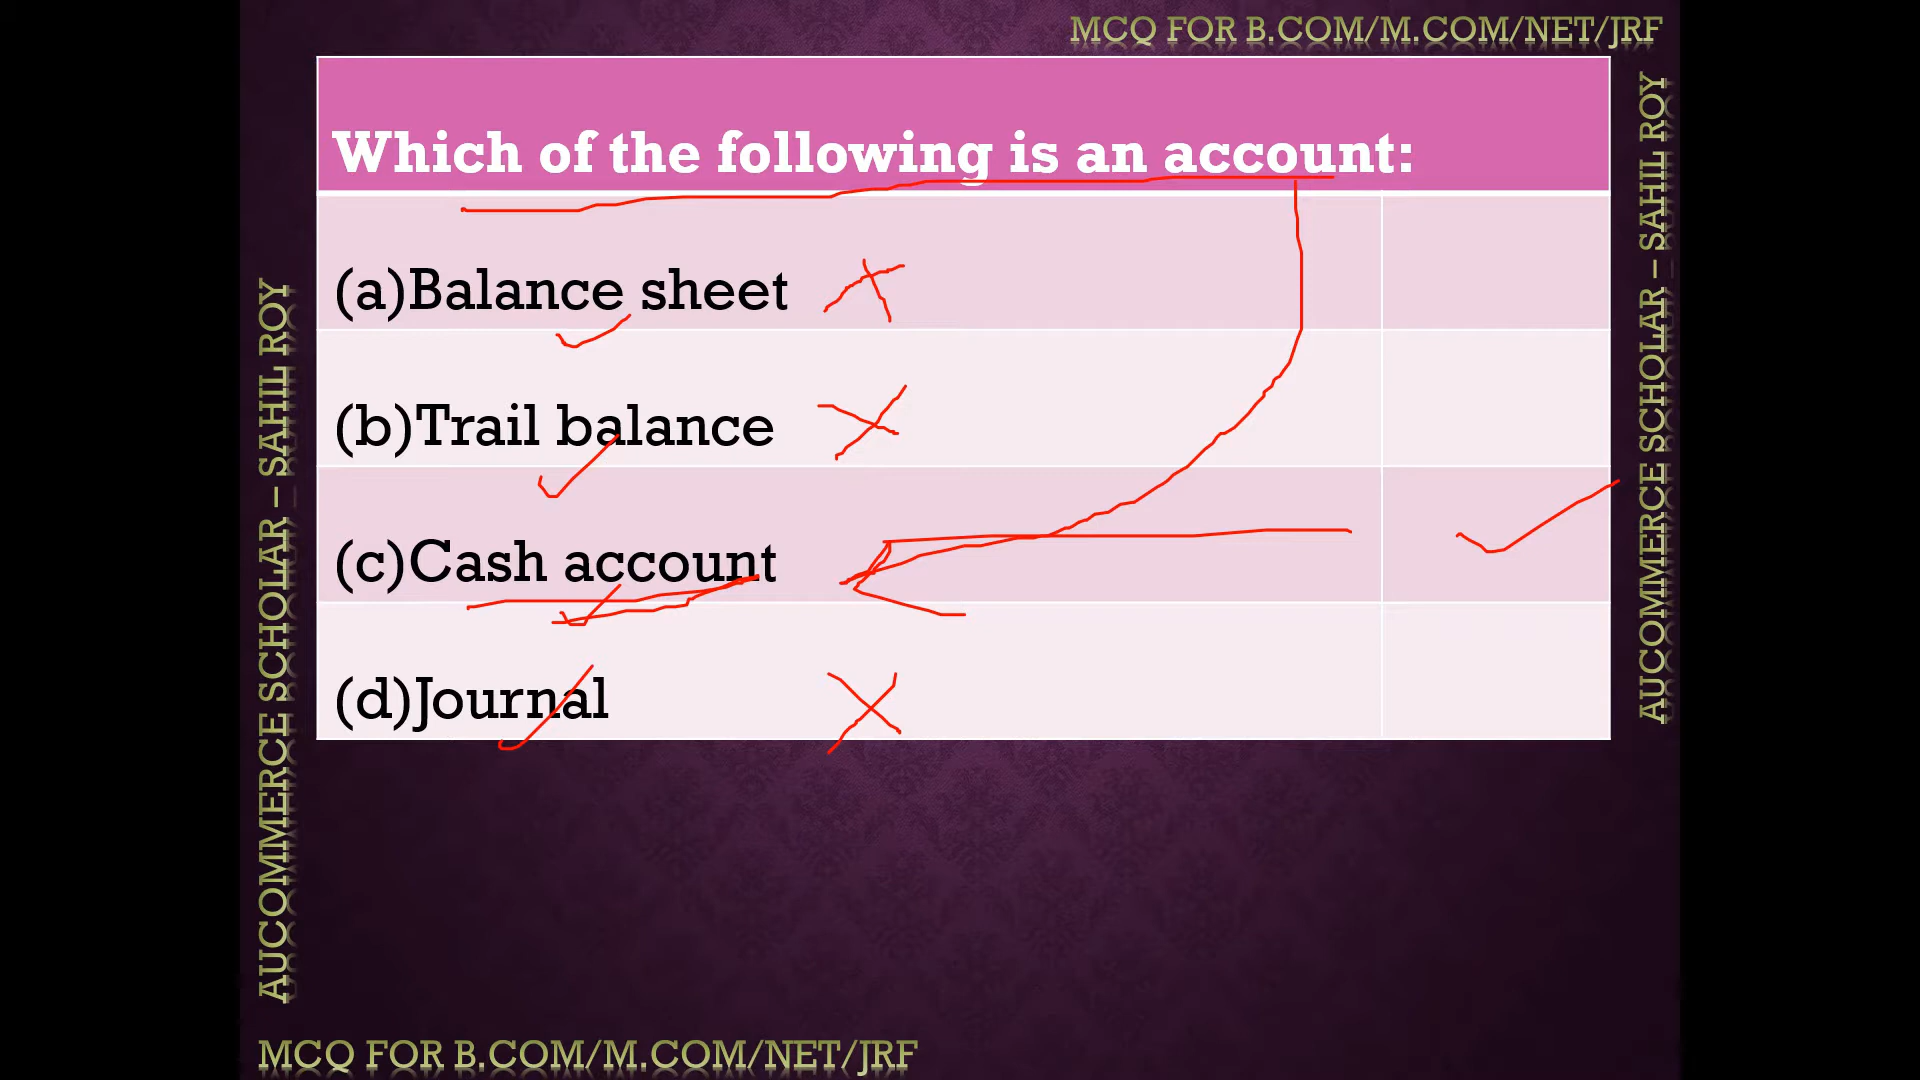 MCQ FOR B.COM/M.COM/NET/JRF
Which of the following is an account:
(a)Balance sheet
(b)Trail balance
(c)Cash account
(d)Journal
AUCOMMERCE SCHOLAR – SAHIL ROY
AUCOMMERCE SCHOLAR – SAHIL ROY
MCQ FOR B.COM/M.COM/NET/JRF